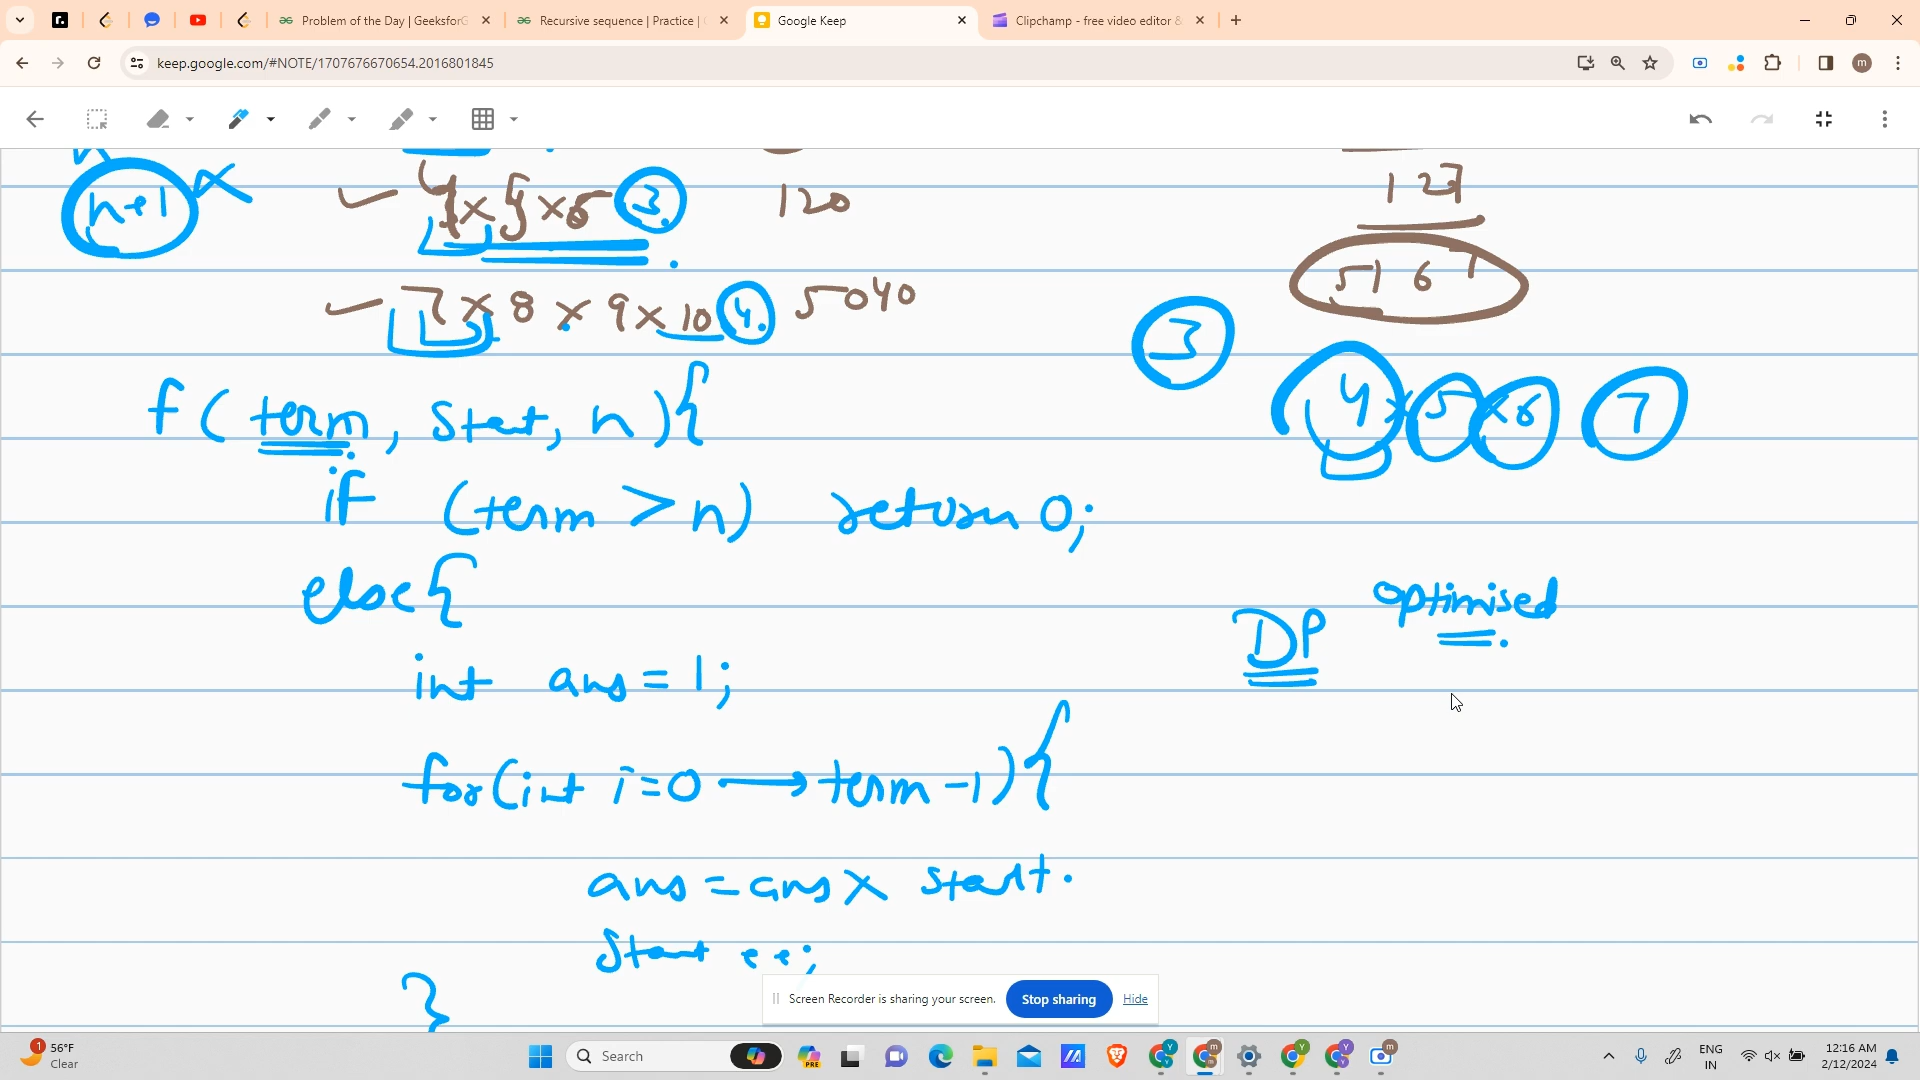 Problem of the Day | GeeksforG
Recursive sequence | Practice |
Google Keep
Clipchamp - free video editor &
keep.google.com/#NOTE/1707676670654.2016801845
m
n+1
4 x 5 x 6 3. 120
7 x 8 x 9 x 10 4. 5040
127
5167
3
4 x 5 x 6 7
f ( term, start, n ) {
if (term > n) return 0;
else {
int ans = 1;
DP optimised
for (int i = 0 → term - 1) {
ans = ans x start.
Start ++;
}
Screen Recorder is sharing your screen.
Stop sharing
Hide
1
56°F
Clear
Search
PRE
ENG
IN
12:16 AM
2/12/2024